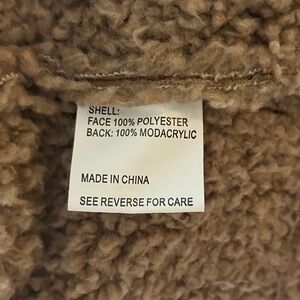 SHELL:
FACE 100% POLYESTER
BACK: 100% MODACRYLIC
MADE IN CHINA
SEE REVERSE FOR CARE